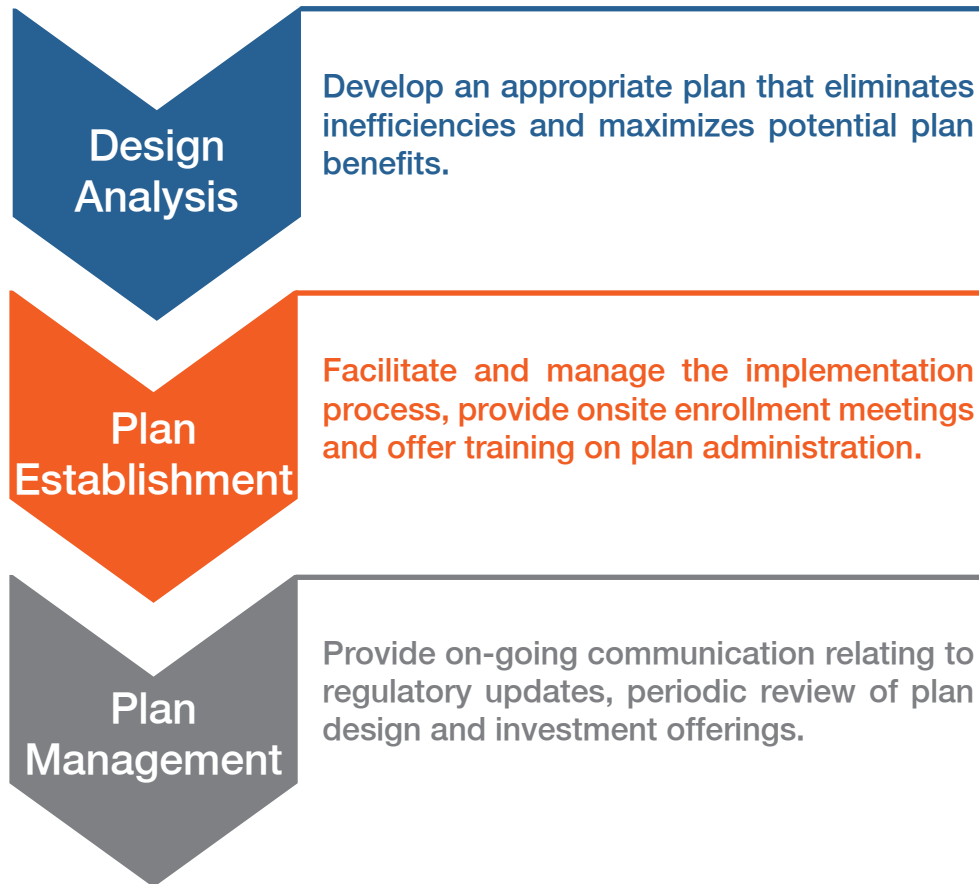 Design
Analysis
Develop an appropriate plan that eliminates
inefficiencies and maximizes potential plan
benefits.
Plan
Establishment
Facilitate and manage the implementation
process, provide onsite enrollment meetings
and offer training on plan administration.
Plan
Management
Provide on-going communication relating to
regulatory updates, periodic review of plan
design and investment offerings.